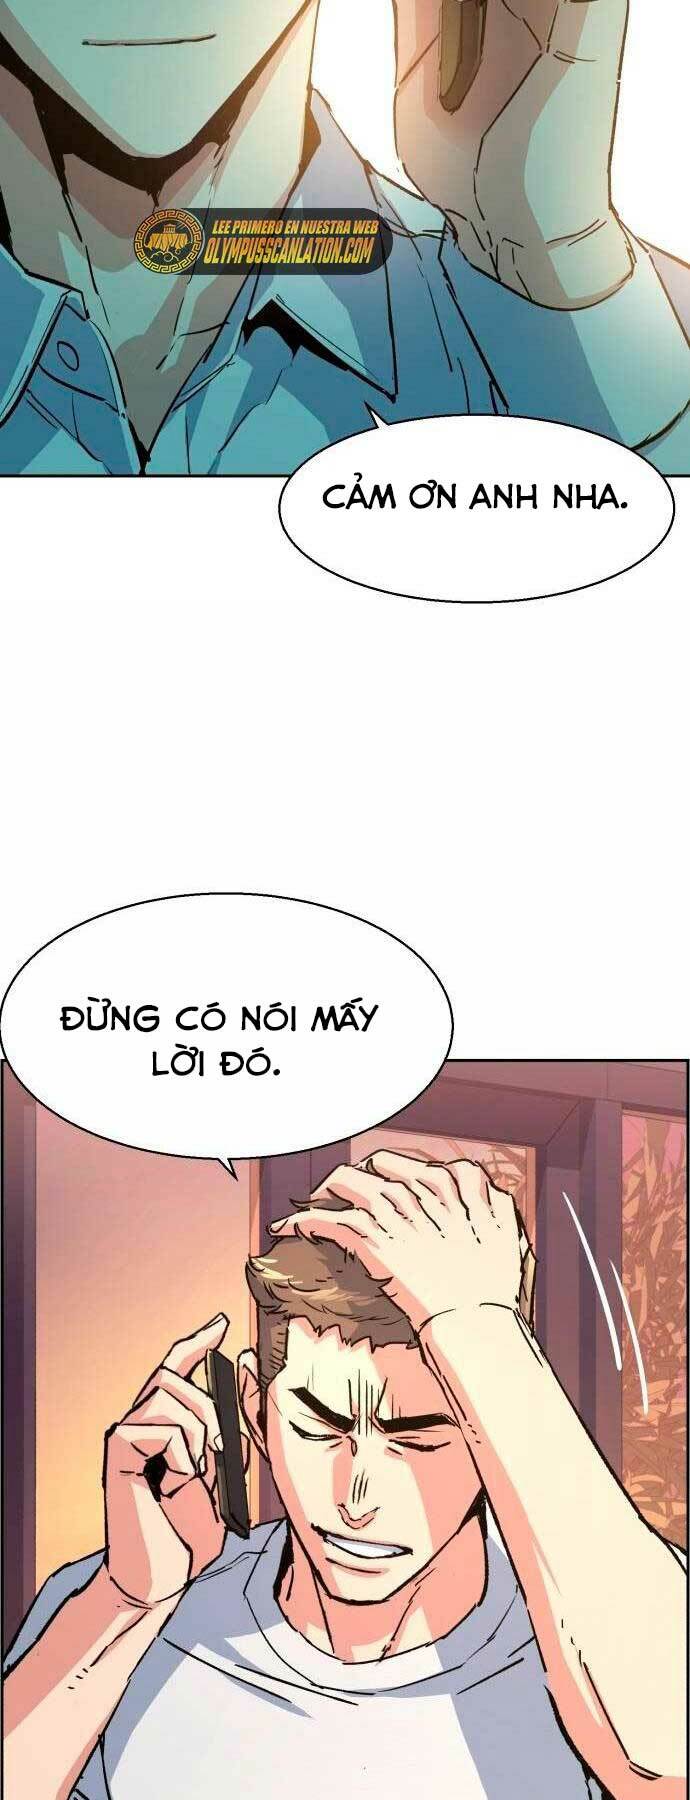 LEE PRIMERO EN NUESTRA WEB
OLYMPUSSCANLATION.COM
CẢM ƠN ANH NHA.
ĐỪNG CÓ NÓI MẤY
LỜI ĐÓ.